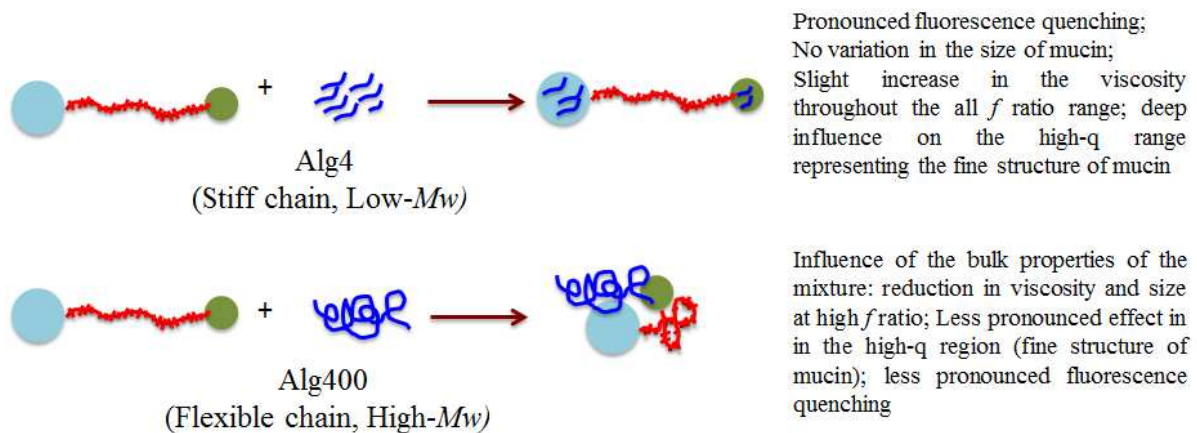 Pronounced fluorescence quenching;
No variation in the size of mucin;
Slight increase in the viscosity
throughout the all f ratio range; deep
influence on the high-q range
representing the fine structure of mucin
+
Alg4
(Stiff chain, Low-Mw)
Influence of the bulk properties of the
mixture: reduction in viscosity and size
at high f ratio; Less pronounced effect in
in the high-q region (fine structure of
mucin); less pronounced fluorescence
quenching
+
Alg400
(Flexible chain, High-Mw)